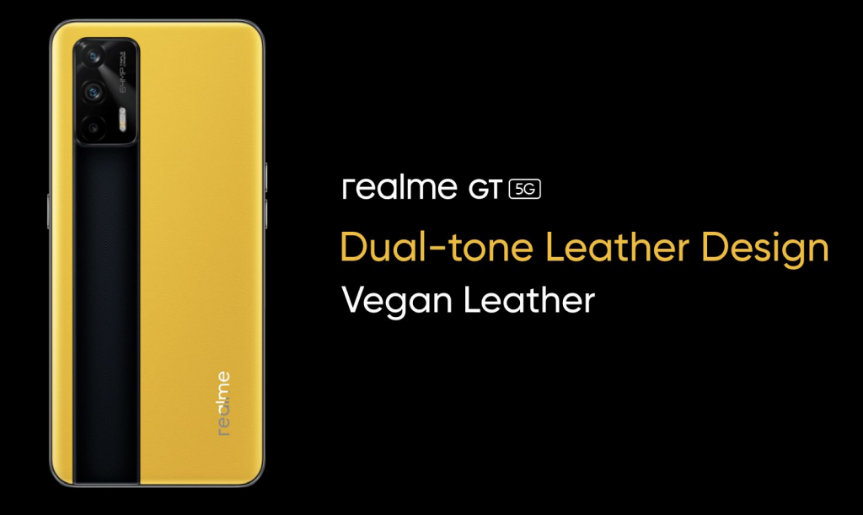 realme GT 5G
Dual-tone Leather Design
Vegan Leather
realme